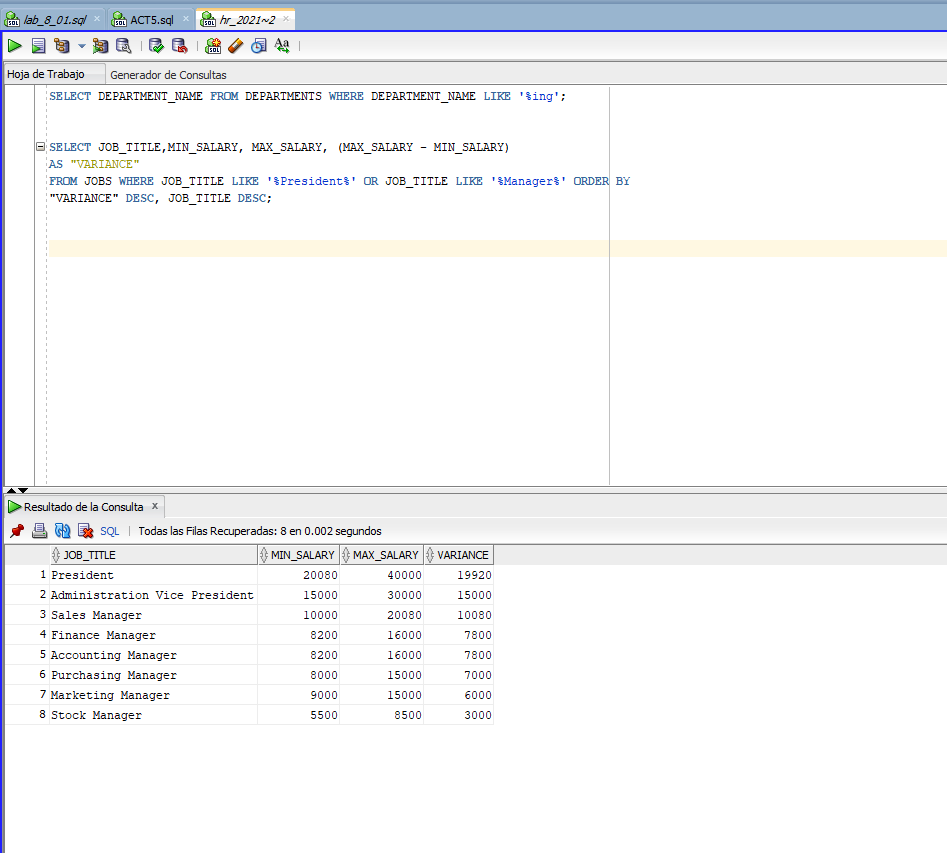 lab_8_01.sql
ACT5.sql
hr_2021~2
Hoja de Trabajo
Generador de Consultas
SELECT DEPARTMENT_NAME FROM DEPARTMENTS WHERE DEPARTMENT_NAME LIKE '%ing';
SELECT JOB_TITLE,MIN_SALARY, MAX_SALARY, (MAX_SALARY - MIN_SALARY)
AS "VARIANCE"
FROM JOBS WHERE JOB_TITLE LIKE '%President%' OR JOB_TITLE LIKE '%Manager%' ORDER BY
"VARIANCE" DESC, JOB_TITLE DESC;
Resultado de la Consulta x
SQL | Todas las Filas Recuperadas: 8 en 0.002 segundos
JOB_TITLE MIN_SALARY MAX_SALARY VARIANCE
1 President 20080 40000 19920
2 Administration Vice President 15000 30000 15000
3 Sales Manager 10000 20080 10080
4 Finance Manager 8200 16000 7800
5 Accounting Manager 8200 16000 7800
6 Purchasing Manager 8000 15000 7000
7 Marketing Manager 9000 15000 6000
8 Stock Manager 5500 8500 3000